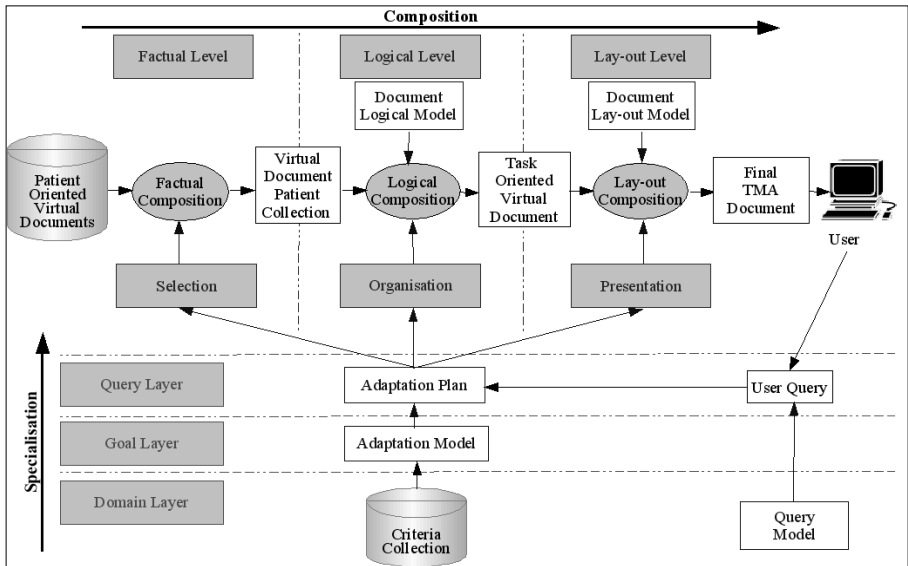 Composition
Factual Level
Logical Level
Lay-out Level
Document
Logical Model
Document
Lay-out Model
Patient
Oriented
Virtual
Documents
Factual
Composition
Virtual
Document
Patient
Collection
Logical
Composition
Task
Oriented
Virtual
Document
Lay-out
Composition
Final
TMA
Document
User
Selection
Organisation
Presentation
Specialisation
Query Layer
Adaptation Plan
User Query
Goal Layer
Adaptation Model
Domain Layer
Criteria
Collection
Query
Model